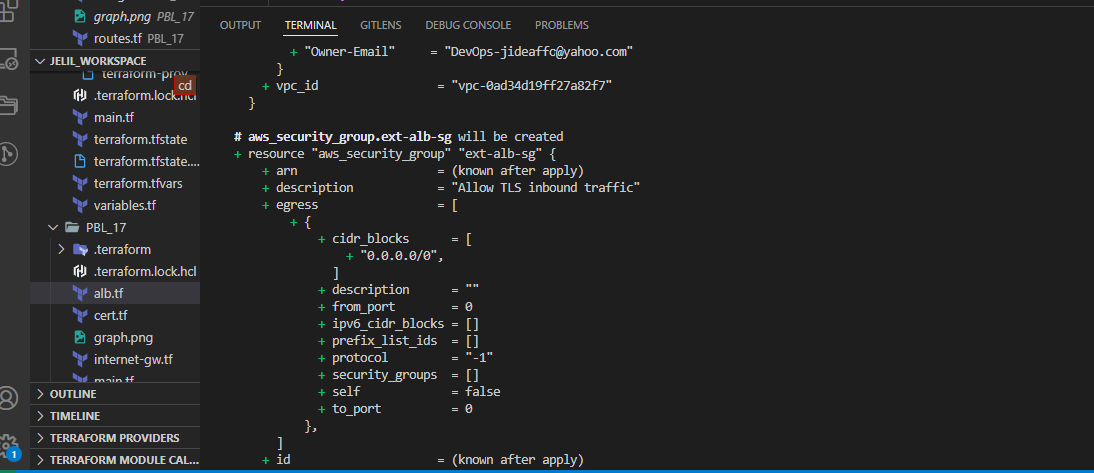 graph.png PBL_17
routes.tf PBL_17
JELIL_WORKSPACE
terraform-prov...
cd
.terraform.lock.hcl
main.tf
terraform.tfstate
terraform.tfstate....
terraform.tfvars
variables.tf
PBL_17
.terraform
.terraform.lock.hcl
alb.tf
cert.tf
graph.png
internet-gw.tf
main.tf
OUTLINE
TIMELINE
TERRAFORM PROVIDERS
TERRAFORM MODULE CAL...
1
OUTPUT TERMINAL GITLENS DEBUG CONSOLE PROBLEMS
+ "Owner-Email" = "DevOps-jideaffo@yahoo.com"
}
+ vpc_id = "vpc-0ad34d19ff27a82f7"
}
# aws_security_group.ext-alb-sg will be created
+ resource "aws_security_group" "ext-alb-sg" {
+ arn = (known after apply)
+ description = "Allow TLS inbound traffic"
+ egress = [
+ {
+ cidr_blocks = [
+ "0.0.0.0/0",
]
+ description = ""
+ from_port = 0
+ ipv6_cidr_blocks = []
+ prefix_list_ids = []
+ protocol = "-1"
+ security_groups = []
+ self = false
+ to_port = 0
},
]
+ id = (known after apply)